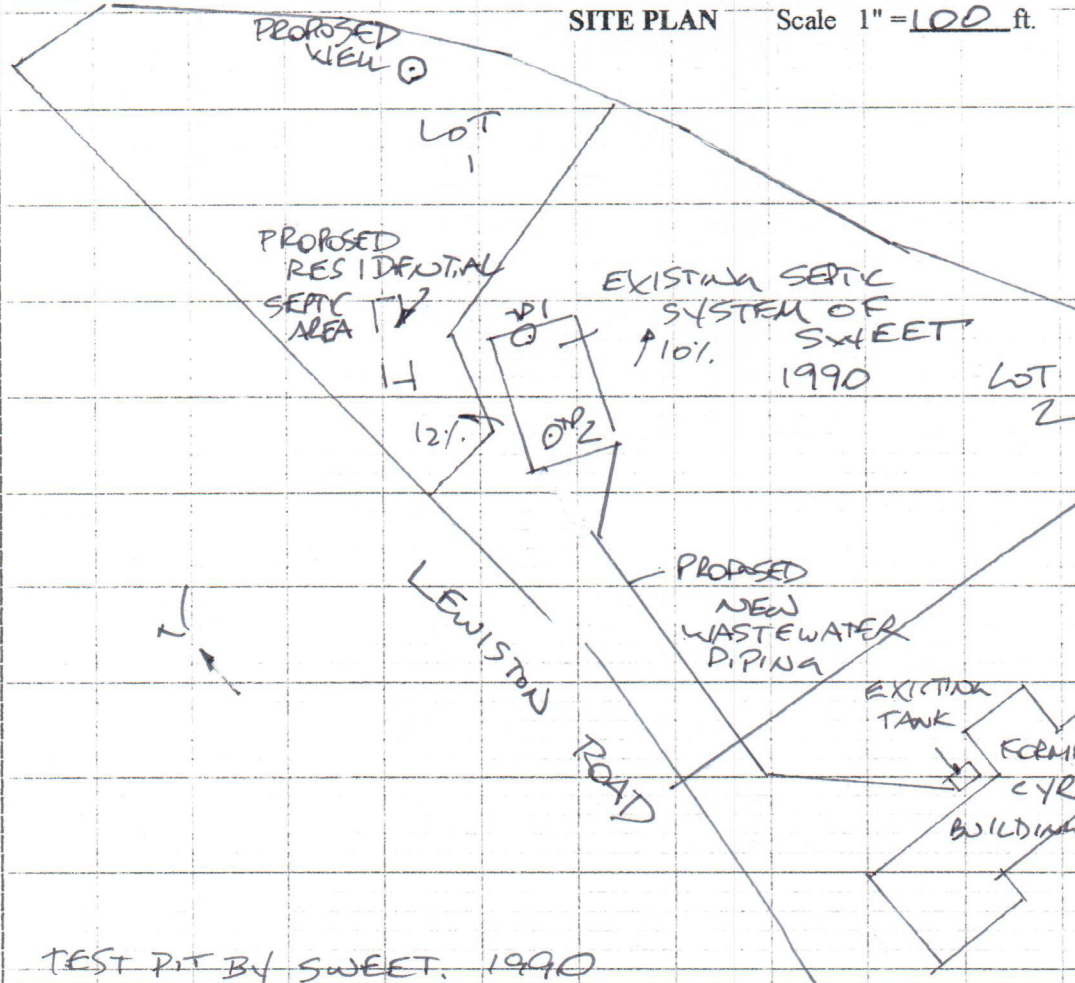 SITE PLAN Scale 1" = 100 ft.
PROPOSED
WELL
LOT
1
PROPOSED
RESIDENTIAL
SEPTIC
AREA
EXISTING SEPTIC
SYSTEM OF
SWEET
1990
10%
TP1
TP2
12%
LOT
2
LEWISTON
ROAD
PROPOSED
NEW
WASTEWATER
PIPING
EXISTING
TANK
CYR
BUILDING
TEST PIT BY SWEET. 1990